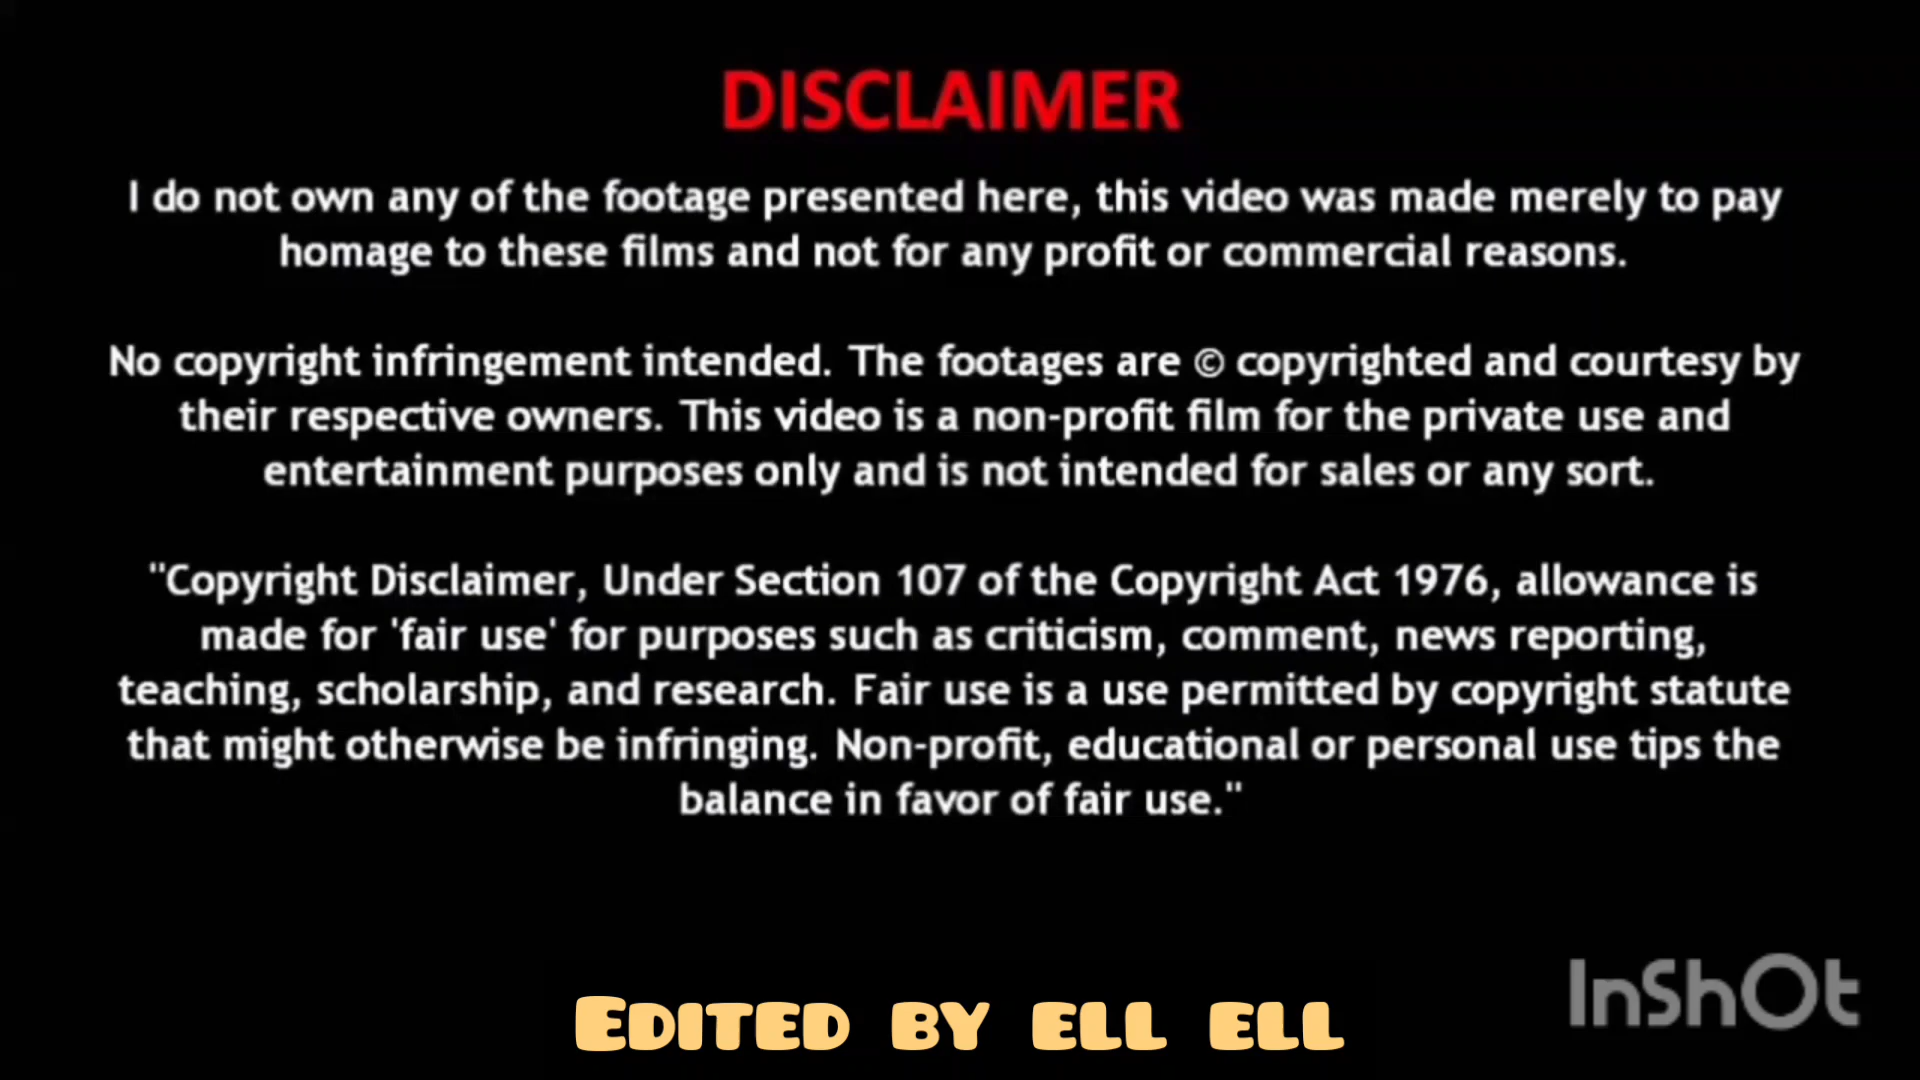 DISCLAIMER
I do not own any of the footage presented here, this video was made merely to pay
homage to these films and not for any profit or commercial reasons.
No copyright infringement intended. The footages are © copyrighted and courtesy by
their respective owners. This video is a non-profit film for the private use and
entertainment purposes only and is not intended for sales or any sort.
"Copyright Disclaimer, Under Section 107 of the Copyright Act 1976, allowance is
made for 'fair use' for purposes such as criticism, comment, news reporting,
teaching, scholarship, and research. Fair use is a use permitted by copyright statute
that might otherwise be infringing. Non-profit, educational or personal use tips the
balance in favor of fair use."
InShOt
EDITED BY ELL ELL